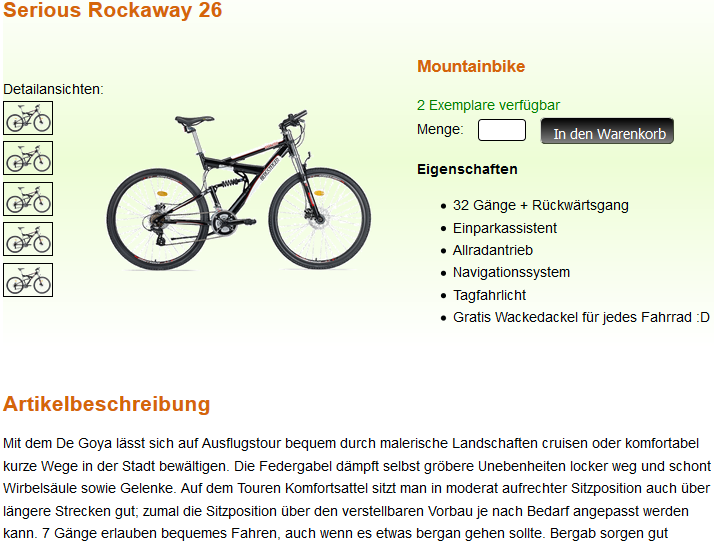 Serious Rockaway 26
Detailansichten:
Mountainbike
2 Exemplare verfügbar
Menge:
In den Warenkorb
Eigenschaften
32 Gänge + Rückwärtsgang
Einparkassistent
Allradantrieb
Navigationssystem
Tagfahrlicht
Gratis Wackedackel für jedes Fahrrad :D
Artikelbeschreibung
Mit dem De Goya lässt sich auf Ausflugstour bequem durch malerische Landschaften cruisen oder komfortabel
kurze Wege in der Stadt bewältigen. Die Federgabel dämpft selbst gröbere Unebenheiten locker weg und schont
Wirbelsäule sowie Gelenke. Auf dem Touren Komfortsattel sitzt man in moderat aufrechter Sitzposition auch über
längere Strecken gut; zumal die Sitzposition über den verstellbaren Vorbau je nach Bedarf angepasst werden
kann. 7 Gänge erlauben bequemes Fahren, auch wenn es etwas bergan gehen sollte. Bergab sorgen gut